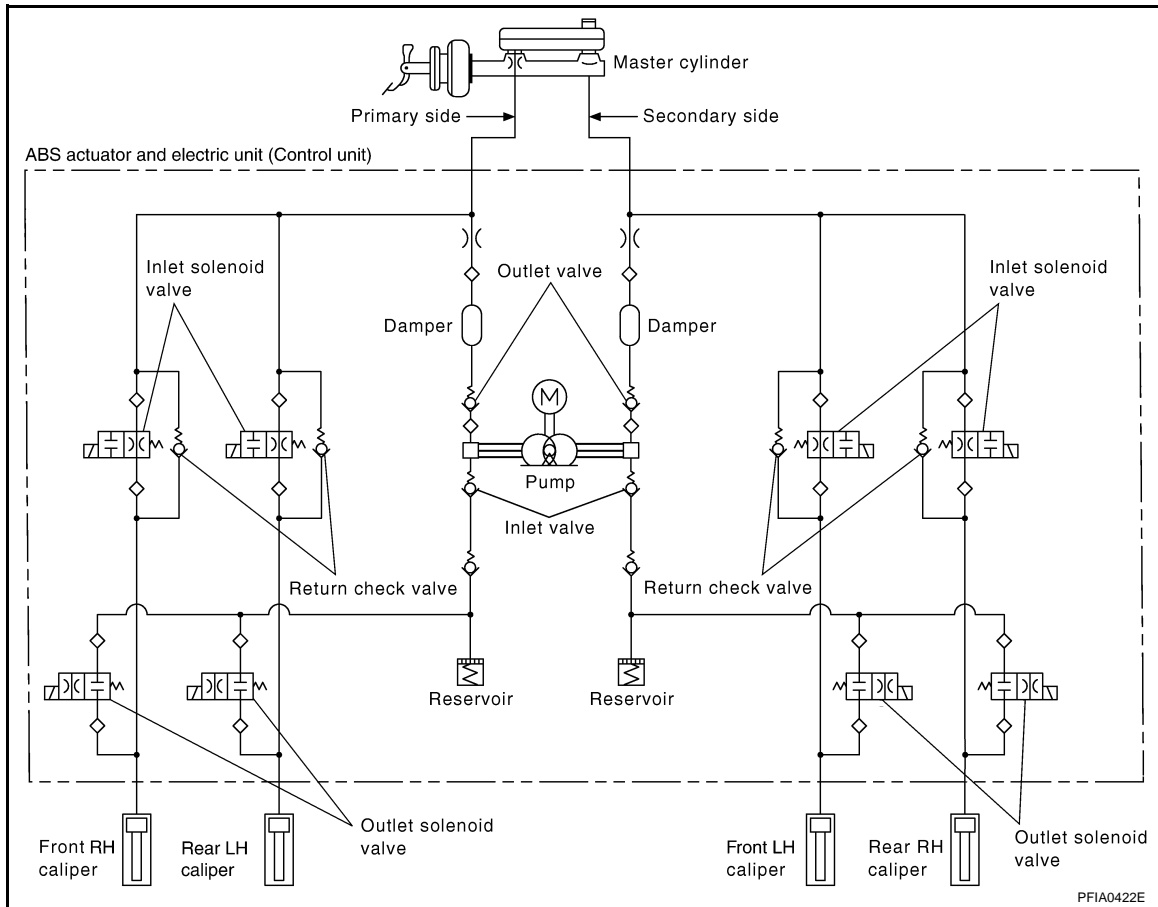 Master cylinder
Primary side
Secondary side
ABS actuator and electric unit (Control unit)
Inlet solenoid
valve
Outlet valve
Inlet solenoid
valve
Damper
Damper
M
Pump
Inlet valve
Return check valve
Return check valve
Reservoir
Reservoir
Outlet solenoid
valve
Outlet solenoid
valve
Front RH
caliper
Rear LH
caliper
Front LH
caliper
Rear RH
caliper
PFIA0422E